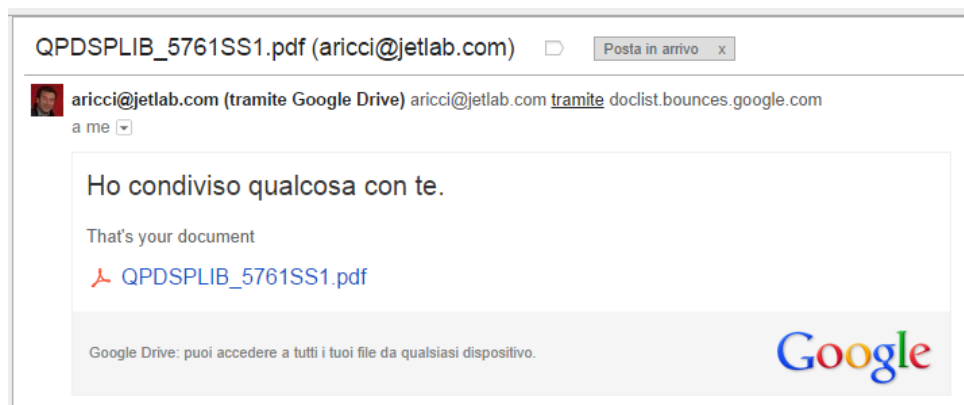 QPDSPLIB_5761SS1.pdf (aricci@jetlab.com) Posta in arrivo x
aricci@jetlab.com (tramite Google Drive) aricci@jetlab.com tramite doclist.bounces.google.com
a me
Ho condiviso qualcosa con te.
That's your document
QPDSPLIB_5761SS1.pdf
Google Drive: puoi accedere a tutti i tuoi file da qualsiasi dispositivo.
Google